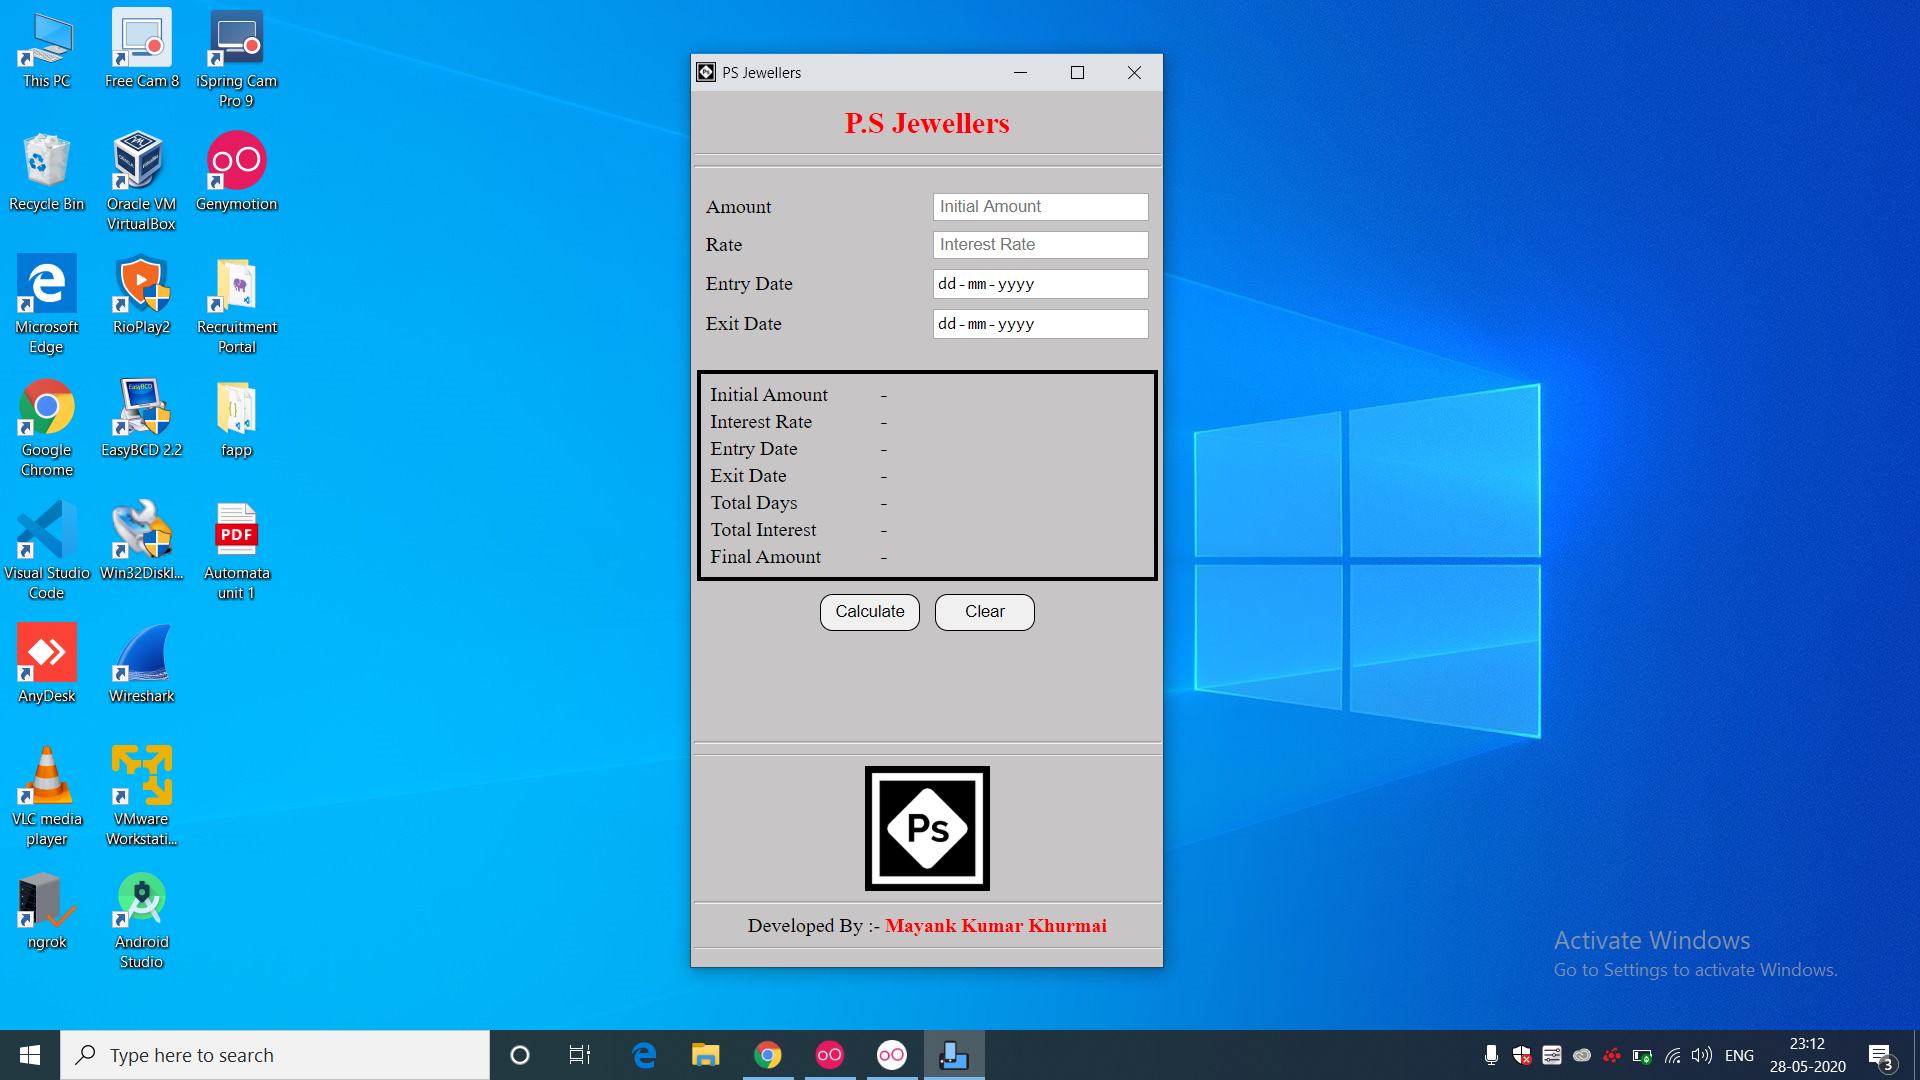 This PC
Free Cam 8
iSpring Cam
Pro 9
Recycle Bin
Oracle VM
VirtualBox
Genymotion
Microsoft
Edge
RioPlay2
Recruitment
Portal
Google
Chrome
EasyBCD
EasyBCD 2.2
fapp
Visual Studio
Code
Win32DiskI...
PDF
Automata
unit 1
AnyDesk
Wireshark
VLC media
player
VMware
Workstati...
ngrok
Android
Studio
PS Jewellers
P.S Jewellers
Amount
Initial Amount
Rate
Interest Rate
Entry Date
dd-mm-yyyy
Exit Date
dd-mm-yyyy
Initial Amount -
Interest Rate -
Entry Date -
Exit Date -
Total Days -
Total Interest -
Final Amount -
Calculate
Clear
Ps
Developed By :- Mayank Kumar Khurmai
Activate Windows
Go to Settings to activate Windows.
Type here to search
ENG
23:12
28-05-2020
3